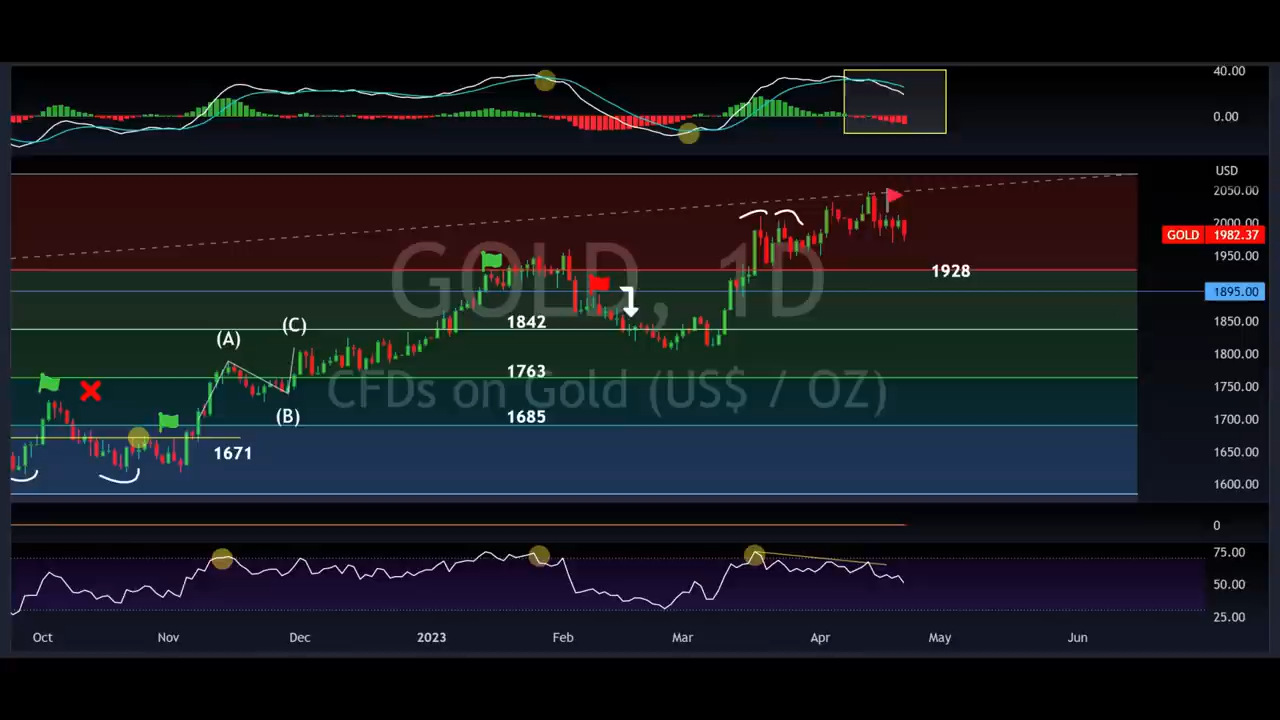 40.00
0.00
USD
2050.00
2000.00
GOLD 1982.37
1950.00
1928
1895.00
GOLD, 1D
1850.00
1842
(C)
(A)
1800.00
1763
CFDs on Gold (US$ / OZ)
1750.00
(B)
1685
1700.00
1671
1650.00
1600.00
0
75.00
50.00
25.00
Oct Nov Dec 2023 Feb Mar Apr May Jun